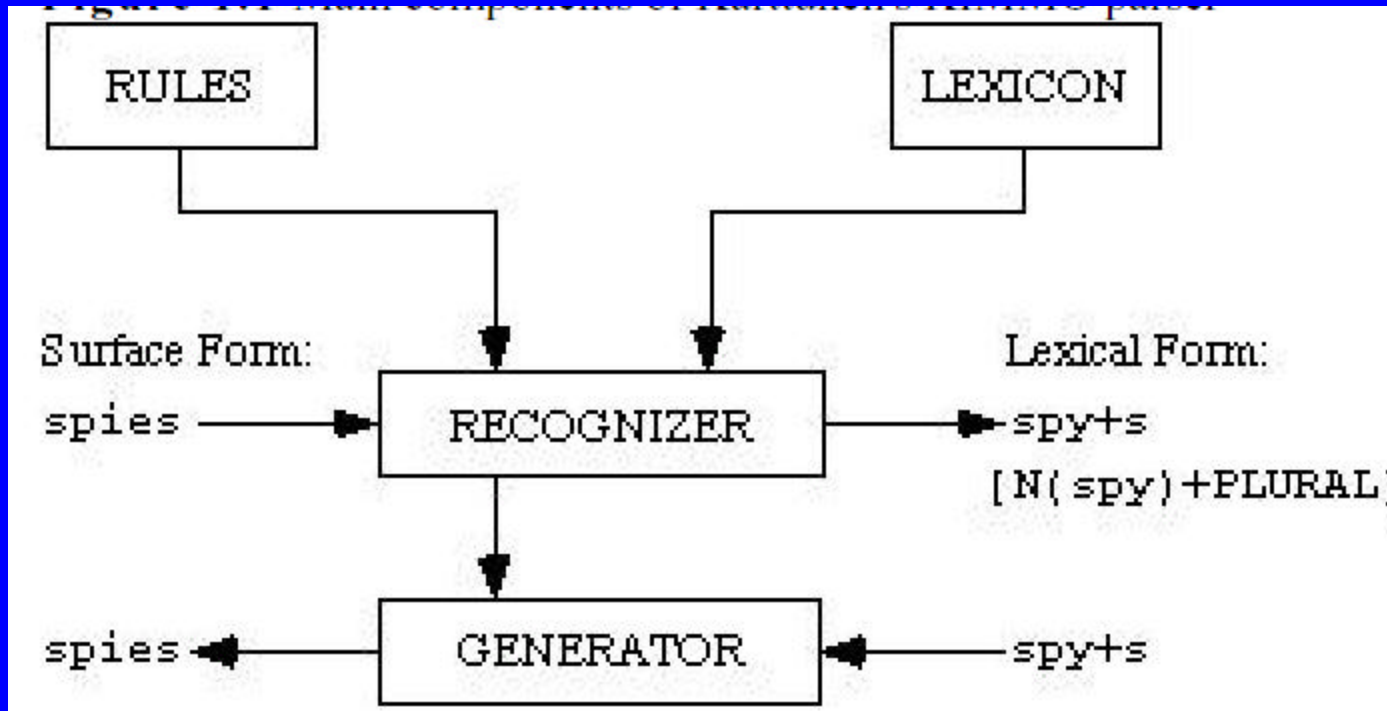 RULES
LEXICON
Surface Form:
Lexical Form:
spies
RECOGNIZER
spy+s
[N(spy)+PLURAL]
spies
GENERATOR
spy+s